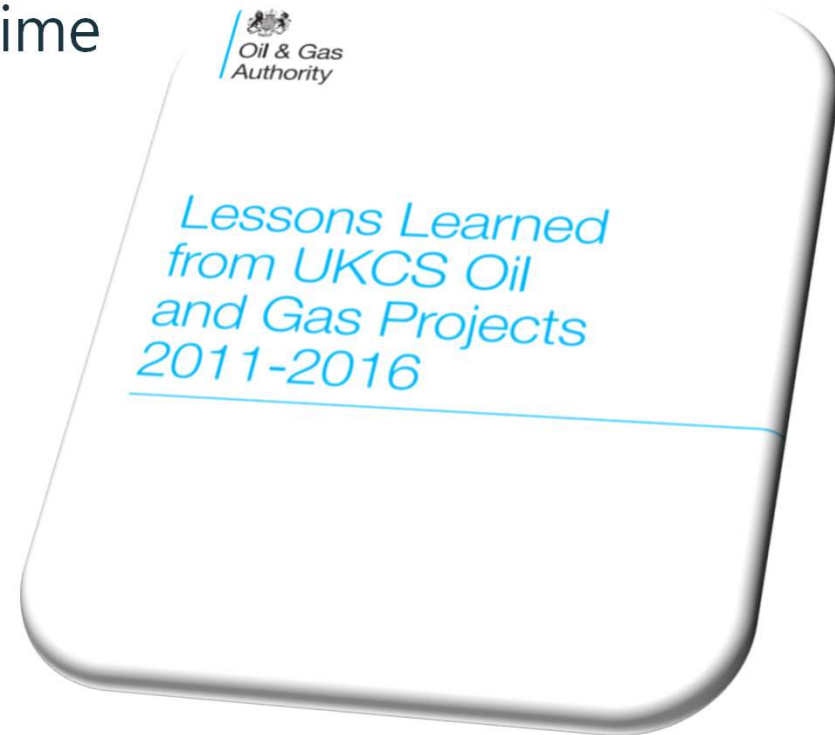 ime
Oil & Gas
Authority
Lessons Learned
from UKCS Oil
and Gas Projects
2011-2016